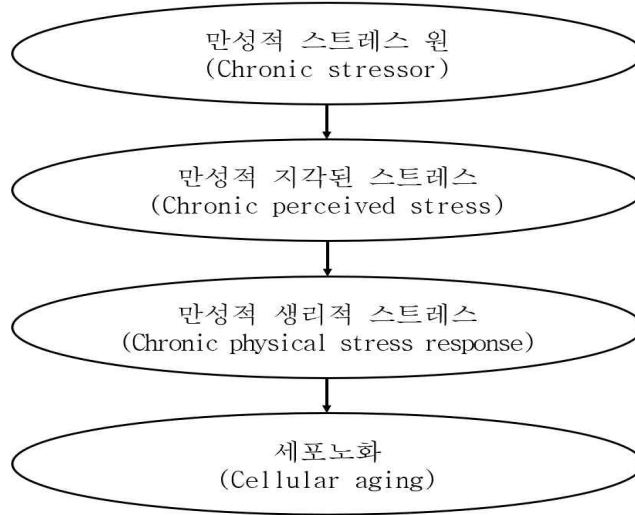 만성적 스트레스 원
(Chronic stressor)
만성적 지각된 스트레스
(Chronic perceived stress)
만성적 생리적 스트레스
(Chronic physical stress response)
세포노화
(Cellular aging)